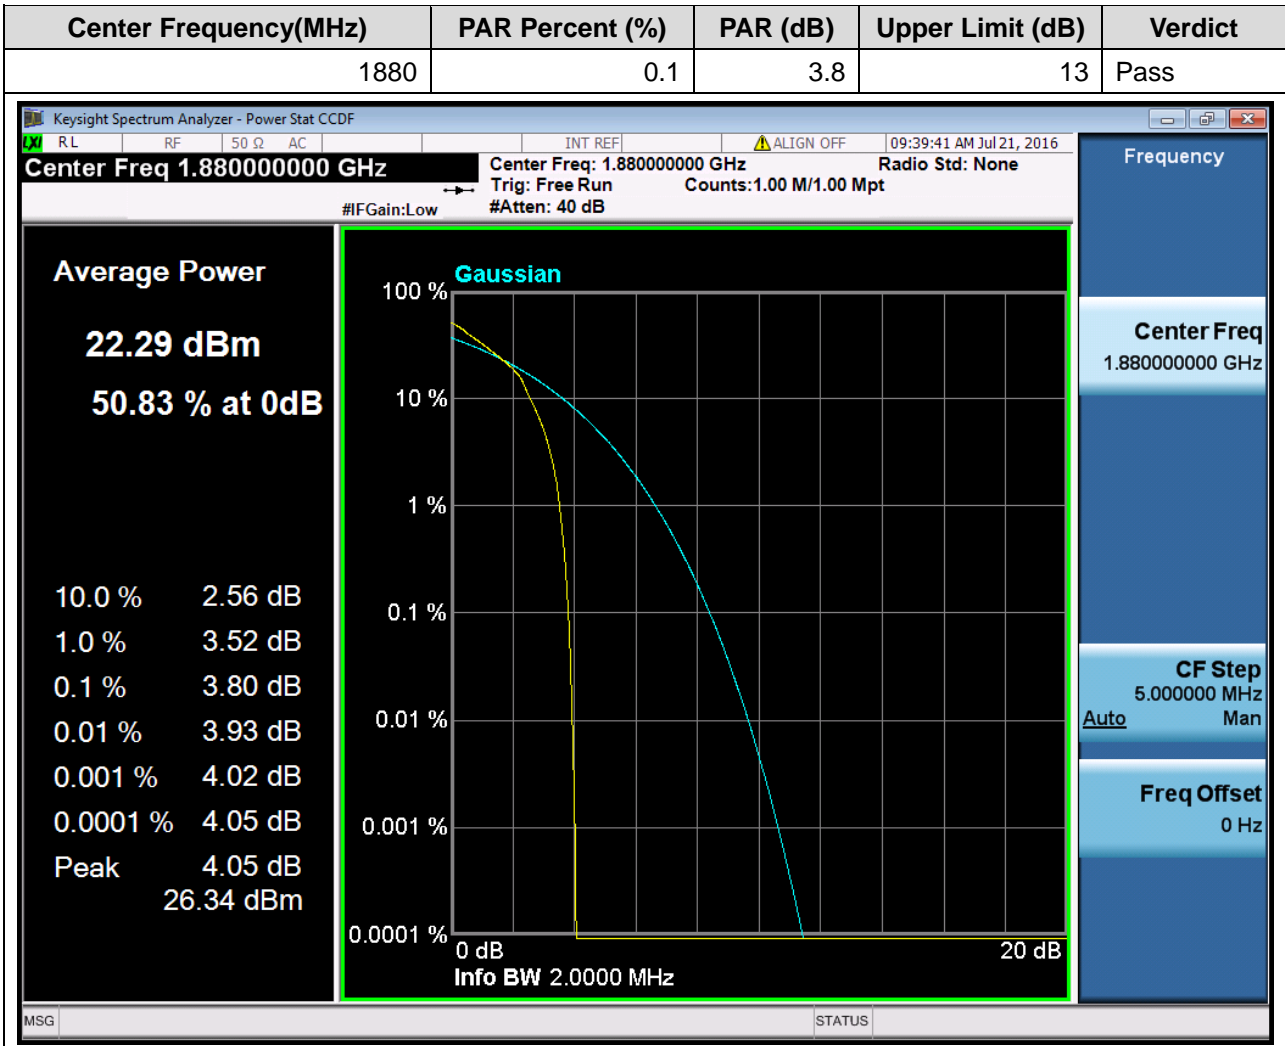 Center Frequency(MHz) PAR Percent (%) PAR (dB) Upper Limit (dB) Verdict
1880 0.1 3.8 13 Pass
Keysight Spectrum Analyzer - Power Stat CCDF
LXI RL RF 50 Ω AC INT REF ALIGN OFF 09:39:41 AM Jul 21, 2016
Center Freq 1.880000000 GHz
Center Freq: 1.880000000 GHz Radio Std: None
Trig: Free Run Counts:1.00 M/1.00 Mpt
#IFGain:Low #Atten: 40 dB
Average Power
22.29 dBm
50.83 % at 0dB
10.0 % 2.56 dB
1.0 % 3.52 dB
0.1 % 3.80 dB
0.01 % 3.93 dB
0.001 % 4.02 dB
0.0001 % 4.05 dB
Peak 4.05 dB
26.34 dBm
Gaussian
100 %
10 %
1 %
0.1 %
0.01 %
0.001 %
0.0001 %
0 dB 20 dB
Info BW 2.0000 MHz
Frequency
Center Freq
1.880000000 GHz
CF Step
5.000000 MHz
Auto Man
Freq Offset
0 Hz
MSG STATUS